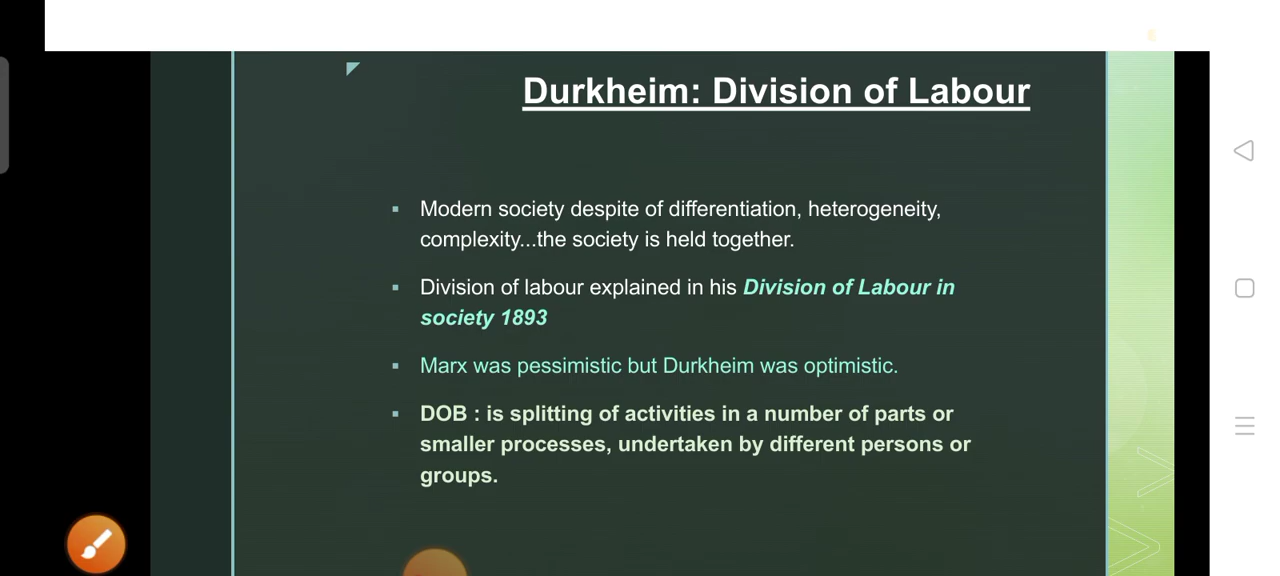 Durkheim: Division of Labour
▪ Modern society despite of differentiation, heterogeneity,
complexity...the society is held together.
▪ Division of labour explained in his Division of Labour in
society 1893
▪ Marx was pessimistic but Durkheim was optimistic.
▪ DOB : is splitting of activities in a number of parts or
smaller processes, undertaken by different persons or
groups.